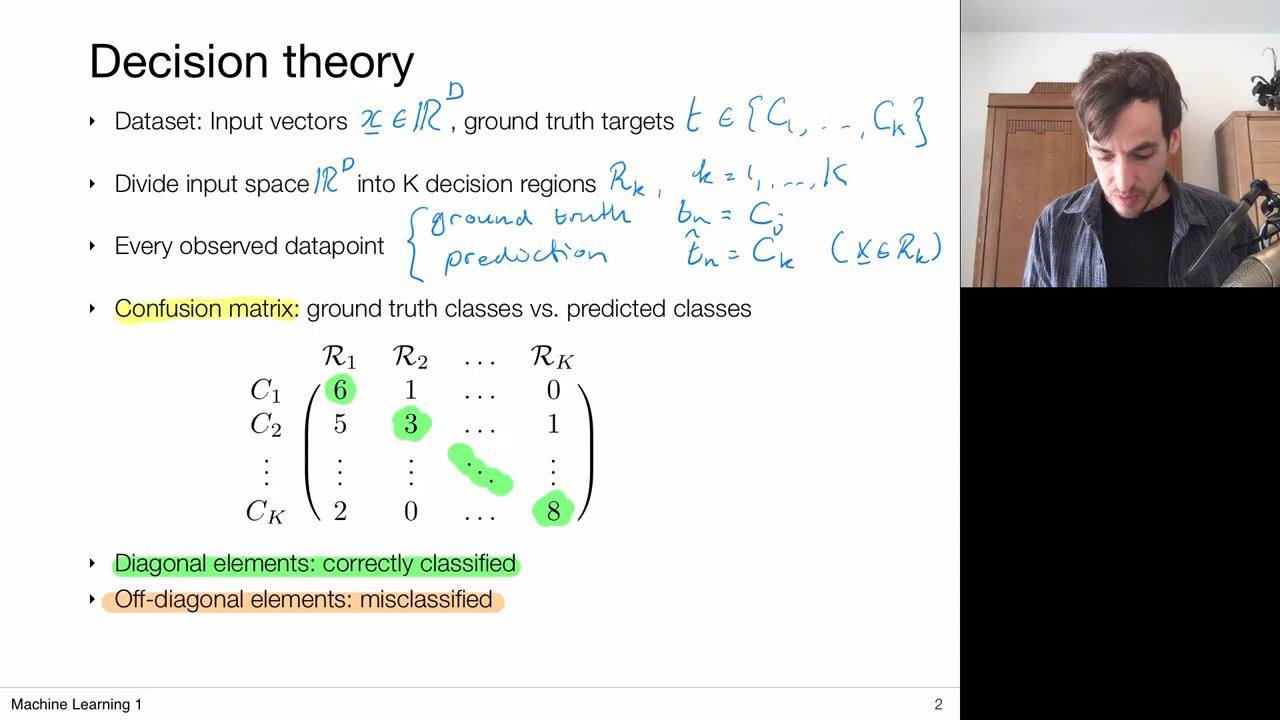 Decision theory
‣ Dataset: Input vectors x ∈ ℝ^D, ground truth targets t ∈ {C_1, ..., C_K}
‣ Divide input space ℝ^D into K decision regions R_k, k = 1, ..., K
ground truth t_n = C_j
‣ Every observed datapoint { prediction t̂_n = C_k (x ∈ R_k)
‣ Confusion matrix: ground truth classes vs. predicted classes
R_1 R_2 ... R_K
C_1 6 1 ... 0
C_2 5 3 ... 1
⋮ ⋮ ⋮ ⋱ ⋮
C_K 2 0 ... 8
‣ Diagonal elements: correctly classified
‣ Off-diagonal elements: misclassified
Machine Learning 1 2